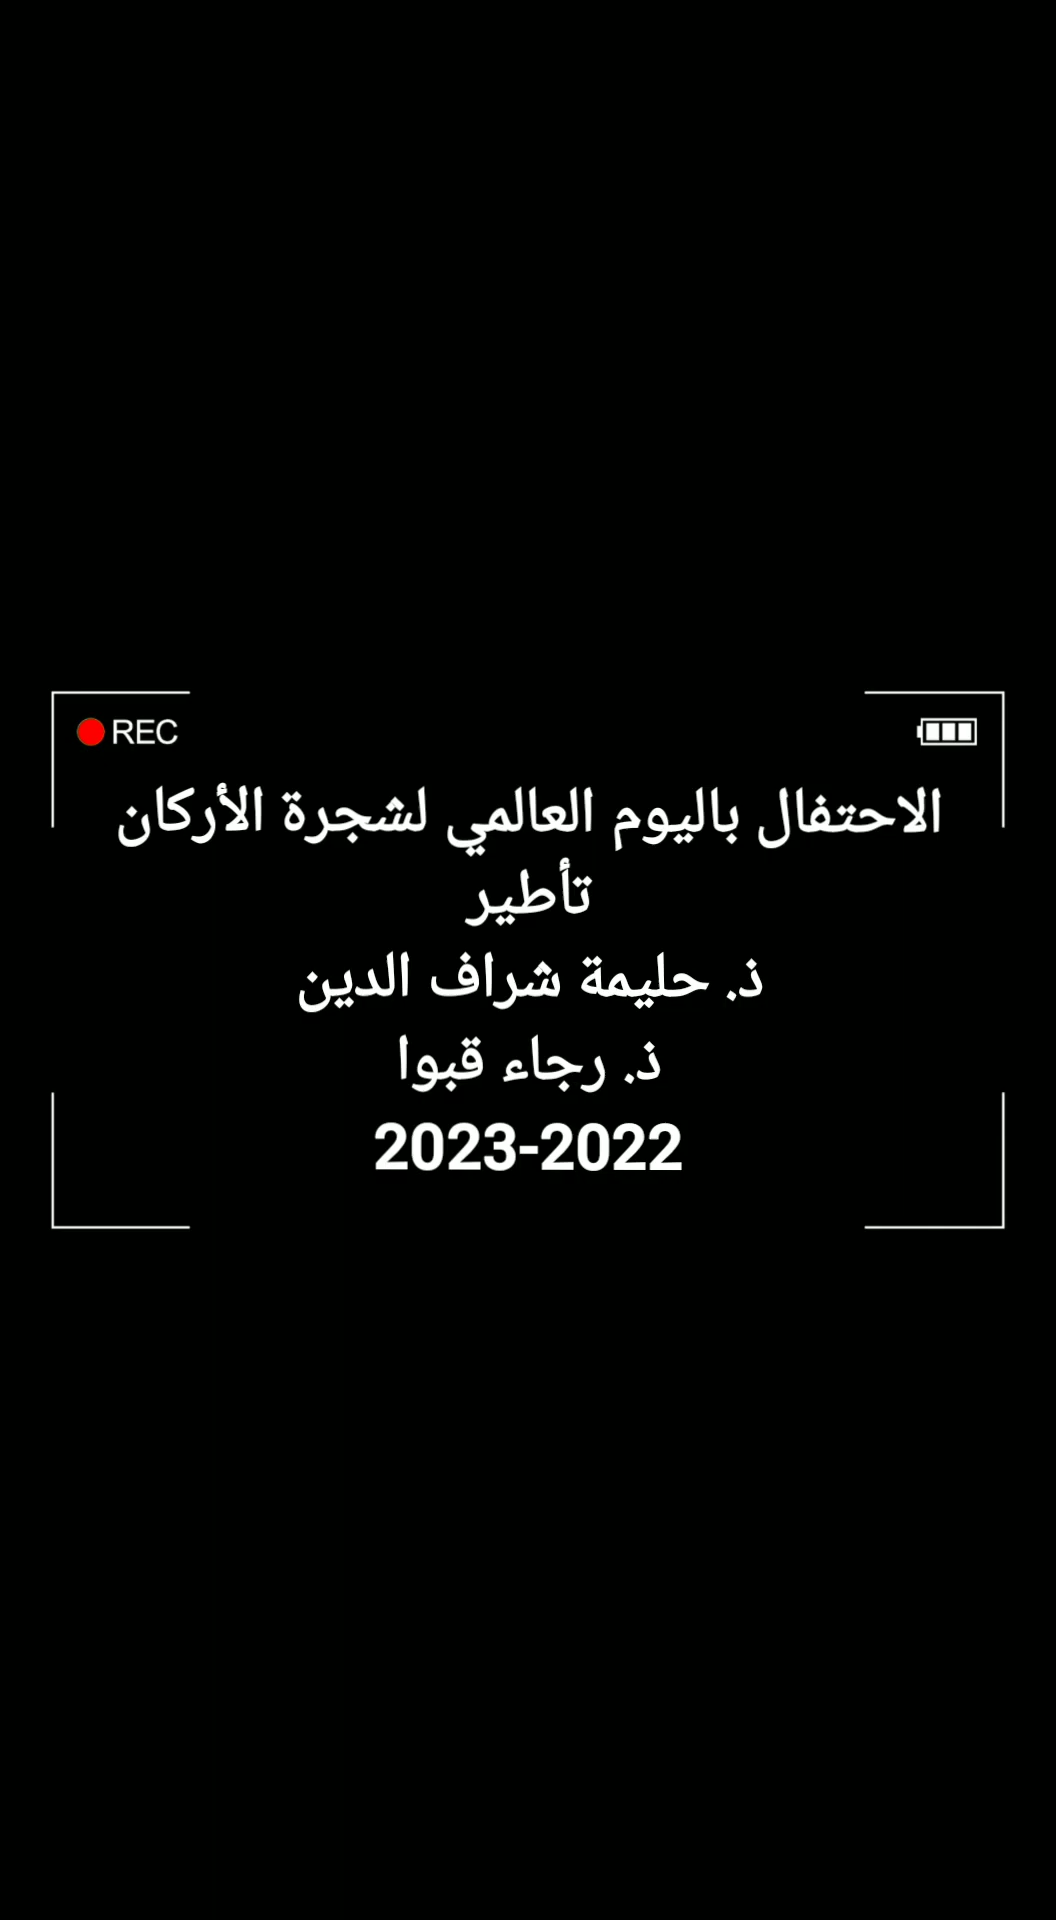 REC
الاحتفال باليوم العالمي لشجرة الأركان
تأطير
ذ. حليمة شراف الدين
ذ. رجاء قبوا
2023-2022